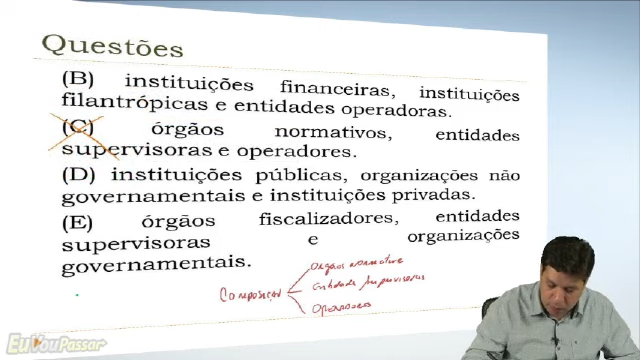 Questões
(B) instituições financeiras, instituições
filantrópicas e entidades operadoras.
(C) órgãos normativos, entidades
supervisoras e operadores.
(D) instituições públicas, organizações não
governamentais e instituições privadas.
(E) órgãos fiscalizadores, entidades
supervisoras e organizações
governamentais.
Órgãos normativo
Composição
Entidades supervisoras
Operadores
EuVouPassar